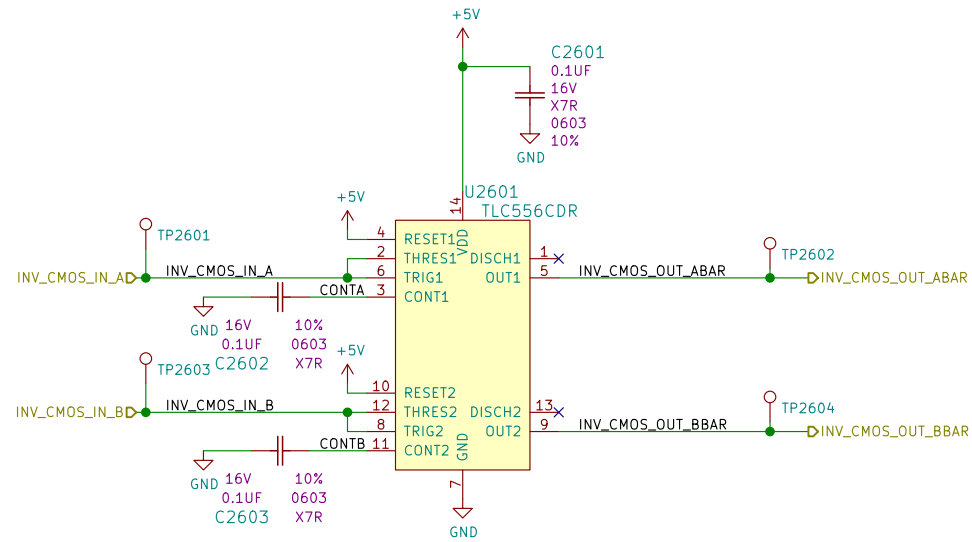 +5V
C2601
0.1UF
16V
X7R
0603
10%
GND
U2601
TLC556CDR
14
VDD
+5V
4 RESET1
2 THRES1
6 TRIG1
3 CONT1
DISCH1 1
OUT1 5
TP2601
INV_CMOS_IN_A INV_CMOS_IN_A
CONTA
GND
16V 10%
0.1UF 0603
C2602 X7R
TP2602
INV_CMOS_OUT_ABAR INV_CMOS_OUT_ABAR
+5V
10 RESET2
12 THRES2
8 TRIG2
11 CONT2
DISCH2 13
OUT2 9
TP2603
INV_CMOS_IN_B INV_CMOS_IN_B
CONTB
GND
16V 10%
0.1UF 0603
C2603 X7R
TP2604
INV_CMOS_OUT_BBAR INV_CMOS_OUT_BBAR
GND
7
GND